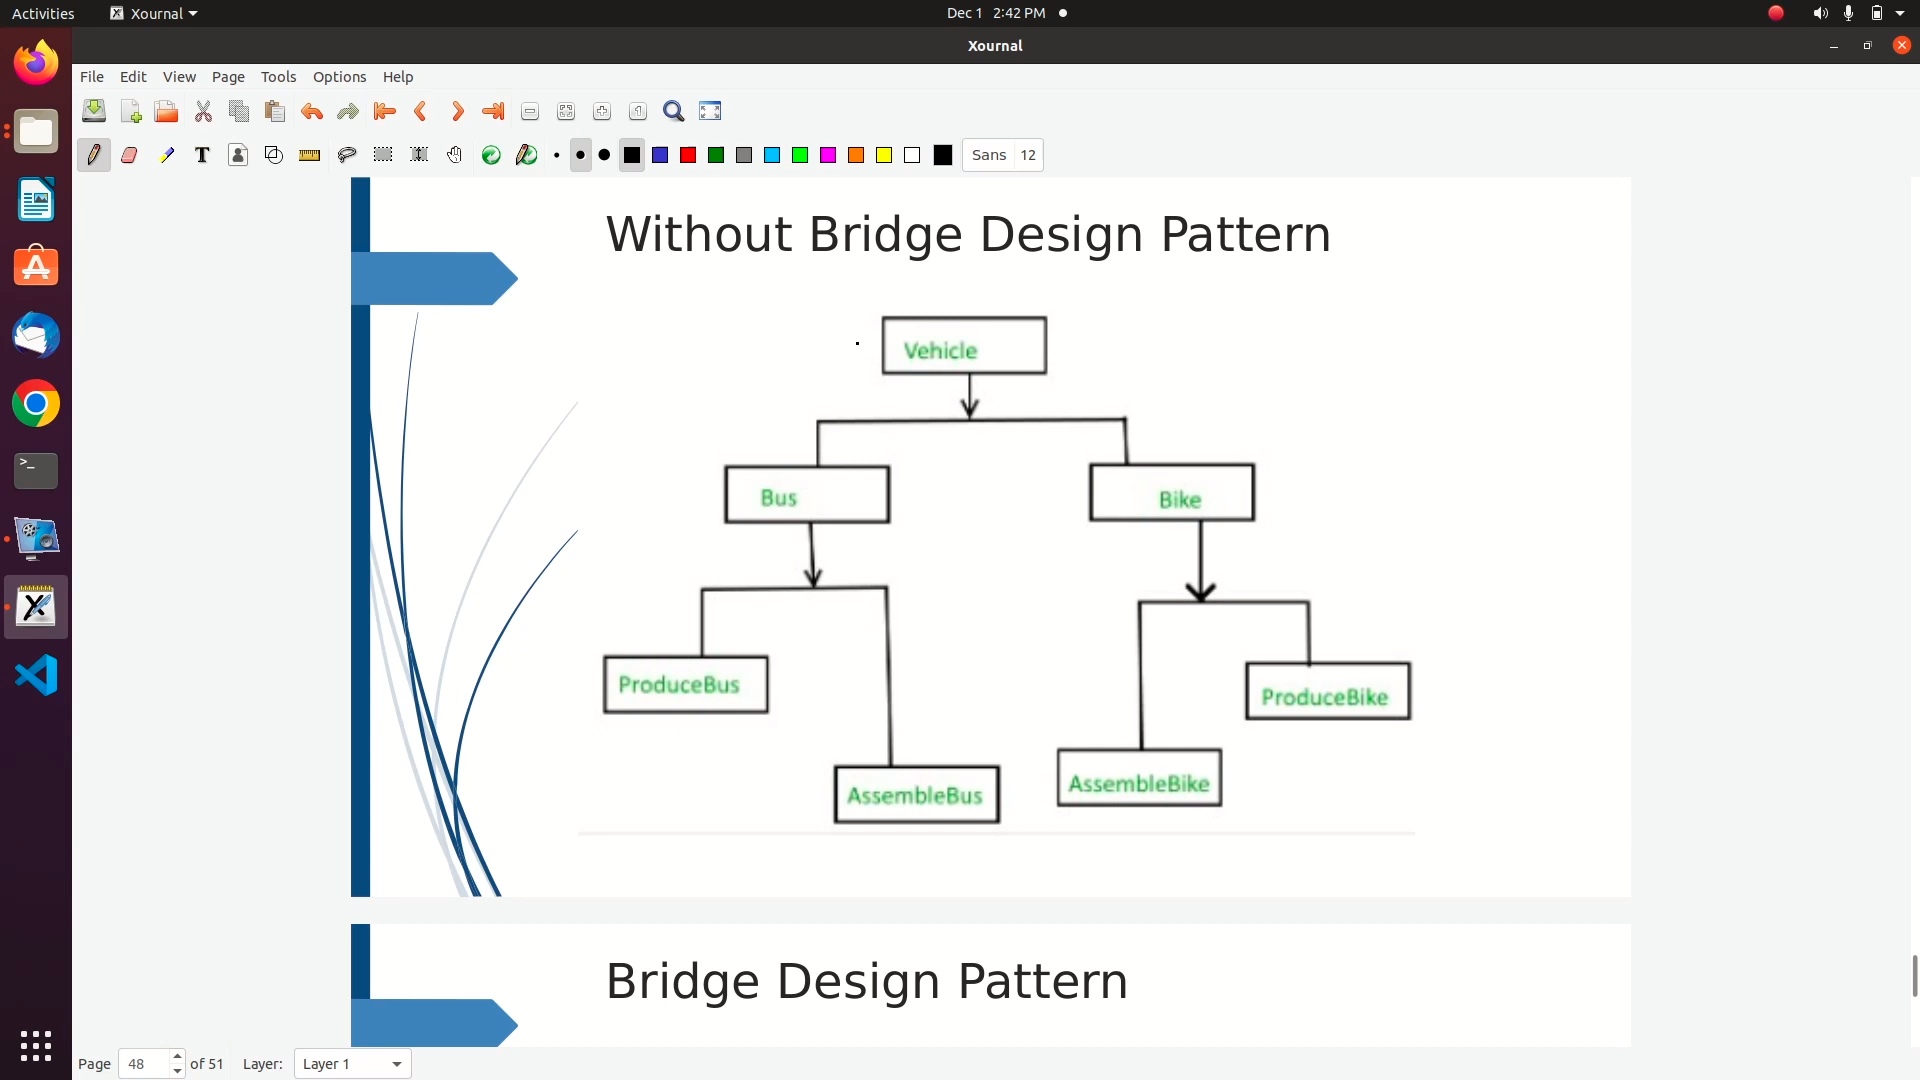 Activities Xournal Dec 1 2:42 PM
Xournal
File Edit View Page Tools Options Help
T Sans 12
Without Bridge Design Pattern
Vehicle
Bus Bike
ProduceBus ProduceBike
AssembleBus AssembleBike
Bridge Design Pattern
Page 48 of 51 Layer: Layer 1